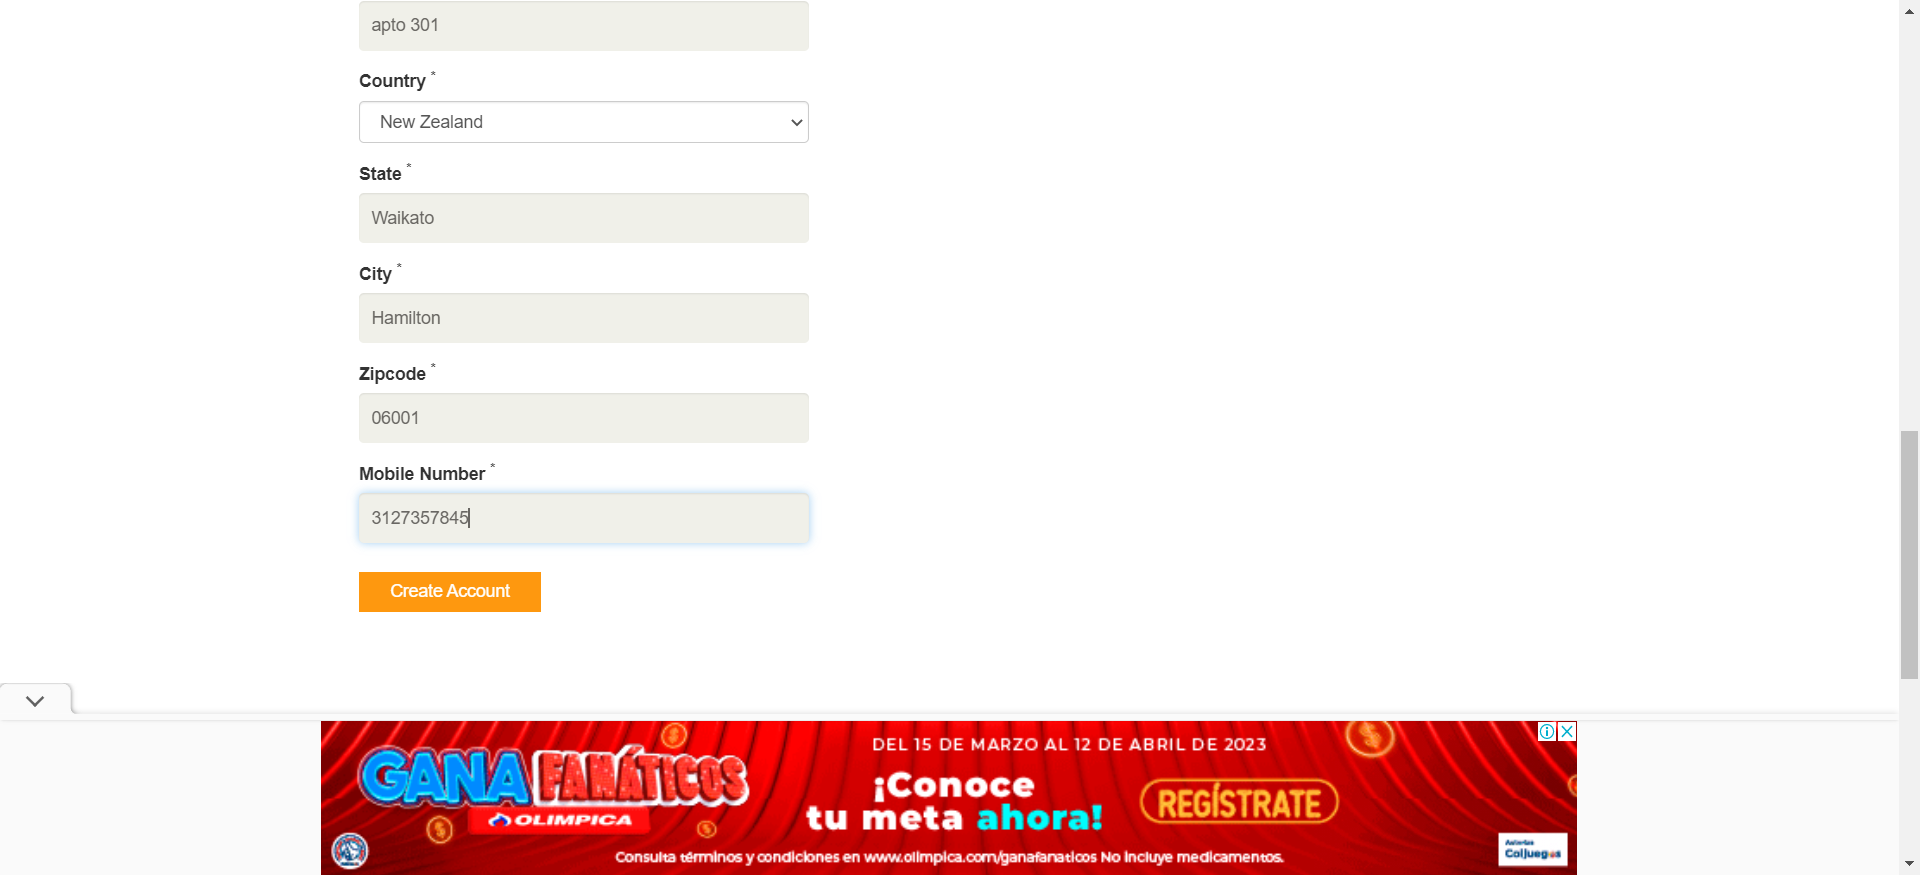 apto 301
Country *
New Zealand
State *
Waikato
City *
Hamilton
Zipcode *
06001
Mobile Number *
3127357845
Create Account
GANA FANÁTICOS
OLIMPICA
DEL 15 DE MARZO AL 12 DE ABRIL DE 2023
¡Conoce
tu meta ahora!
REGÍSTRATE
Consulta términos y condiciones en www.olimpica.com/ganafanaticos No incluye medicamentos.
Coljuegos